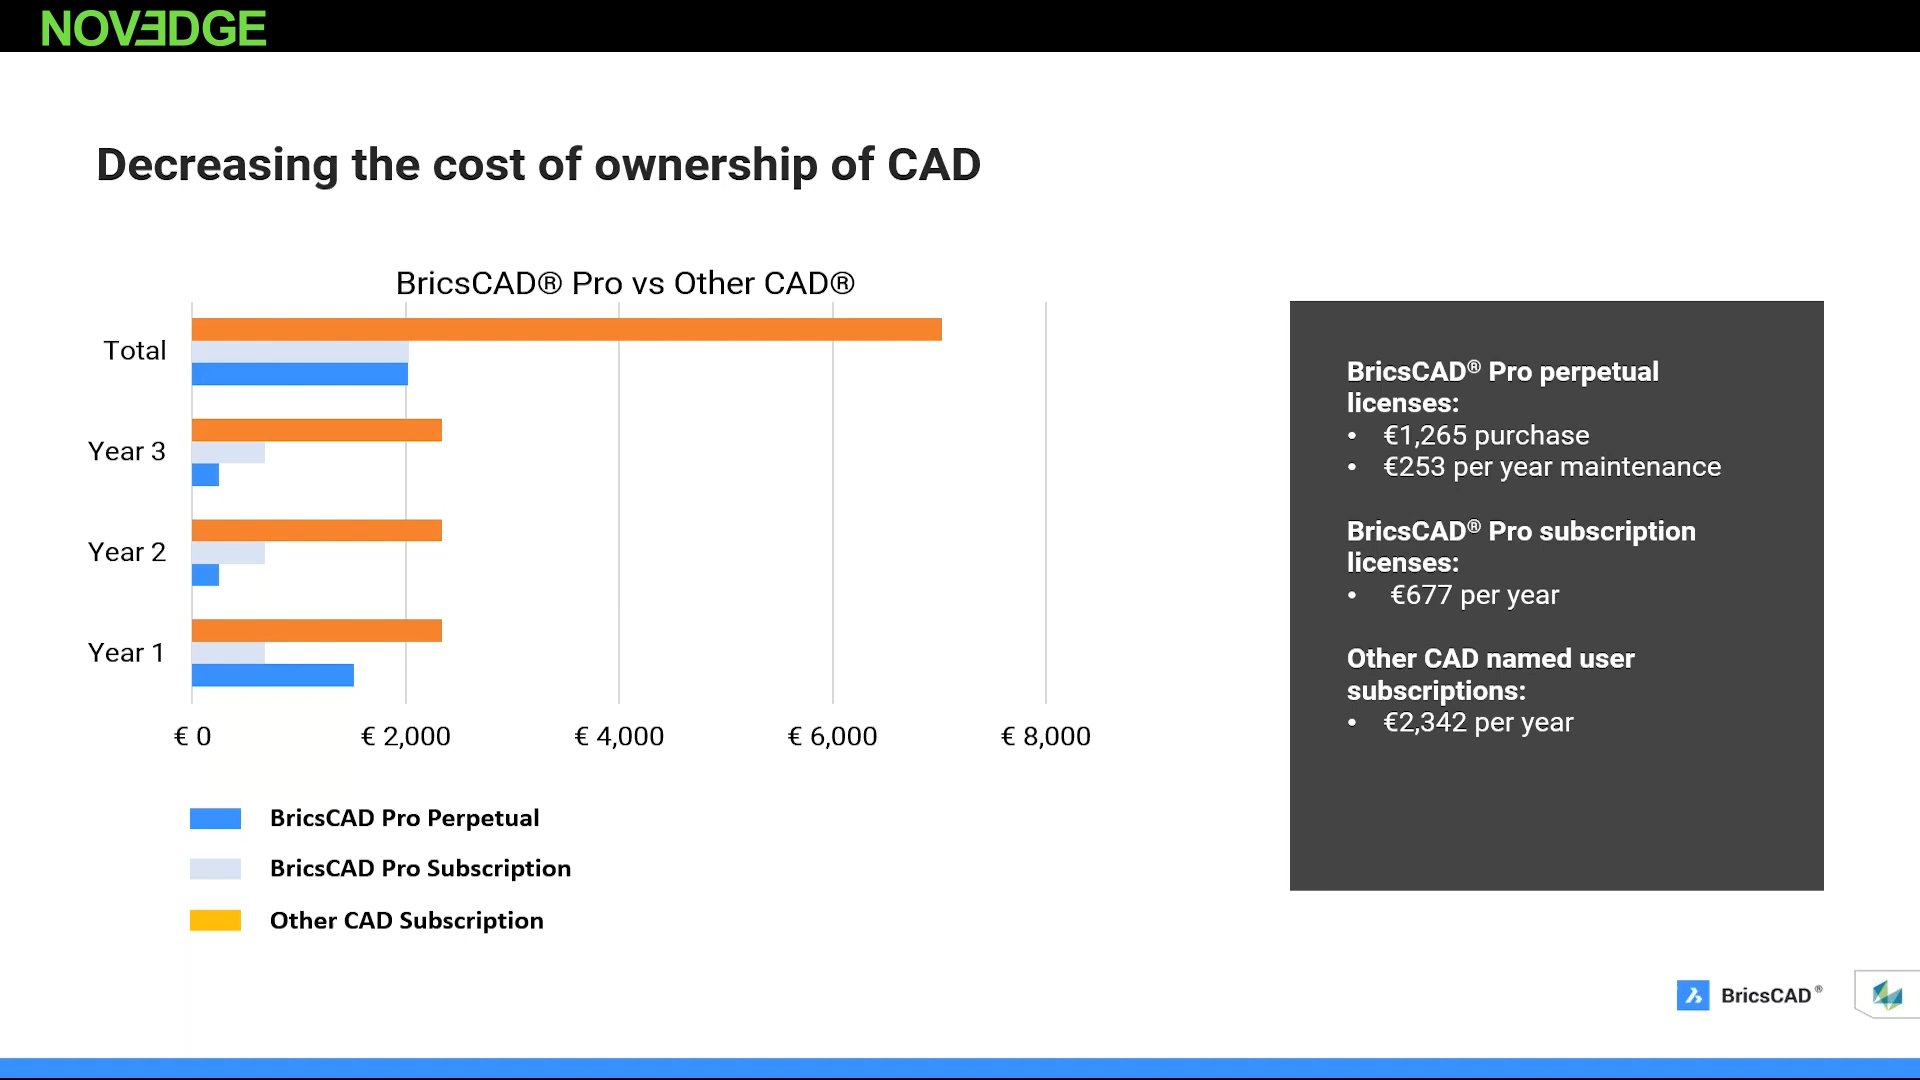 NOVEDGE
Decreasing the cost of ownership of CAD
BricsCAD® Pro vs Other CAD®
Total
Year 3
Year 2
Year 1
€ 0
€ 2,000
€ 4,000
€ 6,000
€ 8,000
BricsCAD Pro Perpetual
BricsCAD Pro Subscription
Other CAD Subscription
BricsCAD® Pro perpetual
licenses:
• €1,265 purchase
• €253 per year maintenance
BricsCAD® Pro subscription
licenses:
• €677 per year
Other CAD named user
subscriptions:
• €2,342 per year
BricsCAD®